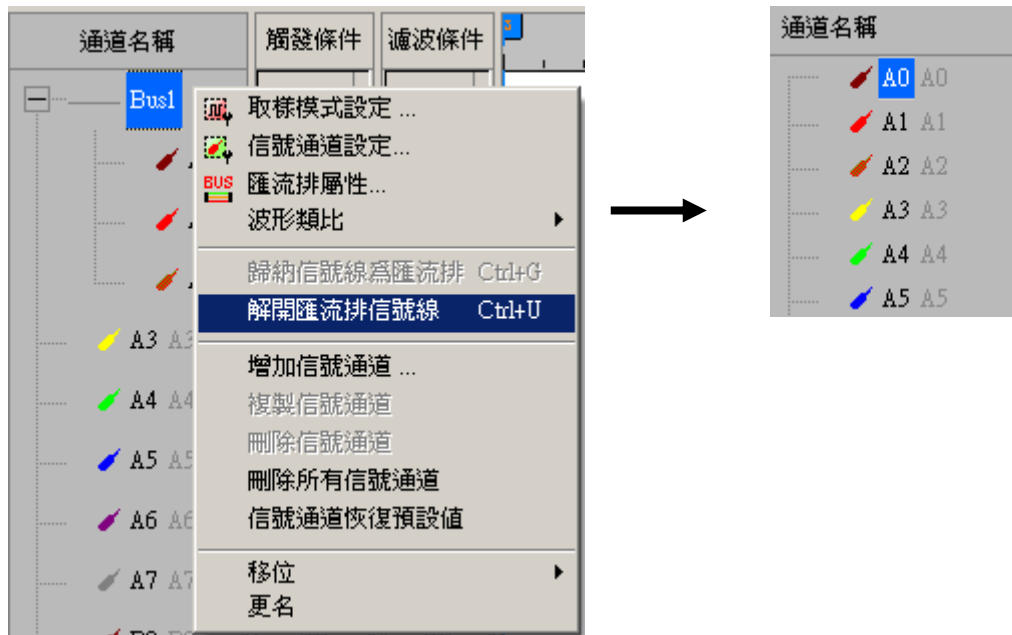 通道名稱
觸發條件
濾波條件
3
Bus1
取樣模式設定 ...
信號通道設定...
BUS 匯流排屬性...
波形類比
歸納信號線為匯流排 Ctrl+G
解開匯流排信號線 Ctrl+U
增加信號通道 ...
複製信號通道
刪除信號通道
刪除所有信號通道
信號通道恢復預設值
移位
更名
A3 A3
A4 A4
A5 A5
A6 A6
A7 A7
通道名稱
A0 A0
A1 A1
A2 A2
A3 A3
A4 A4
A5 A5